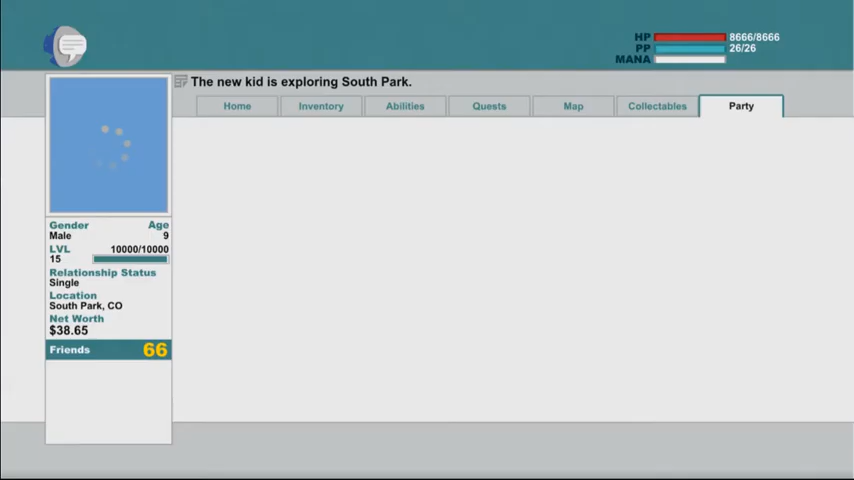 HP 8666/8666
PP 26/26
MANA
The new kid is exploring South Park.
Home Inventory Abilities Quests Map Collectables Party
Gender Age
Male 9
LVL 10000/10000
15
Relationship Status
Single
Location
South Park, CO
Net Worth
$38.65
Friends 66